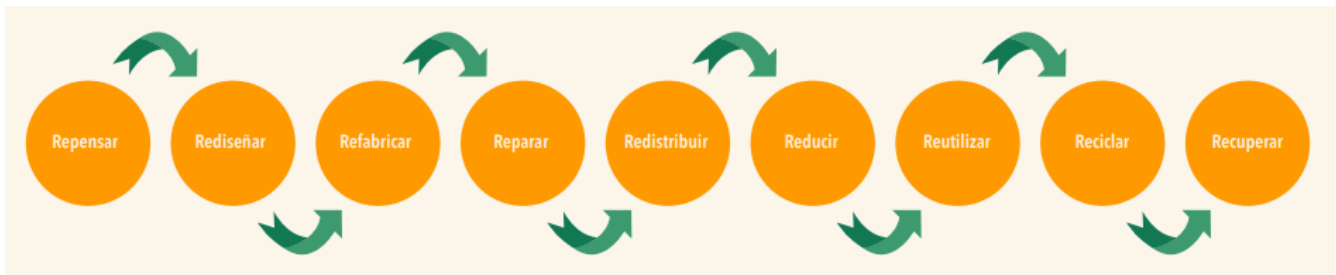 Repensar
Rediseñar
Refabricar
Reparar
Redistribuir
Reducir
Reutilizar
Reciclar
Recuperar